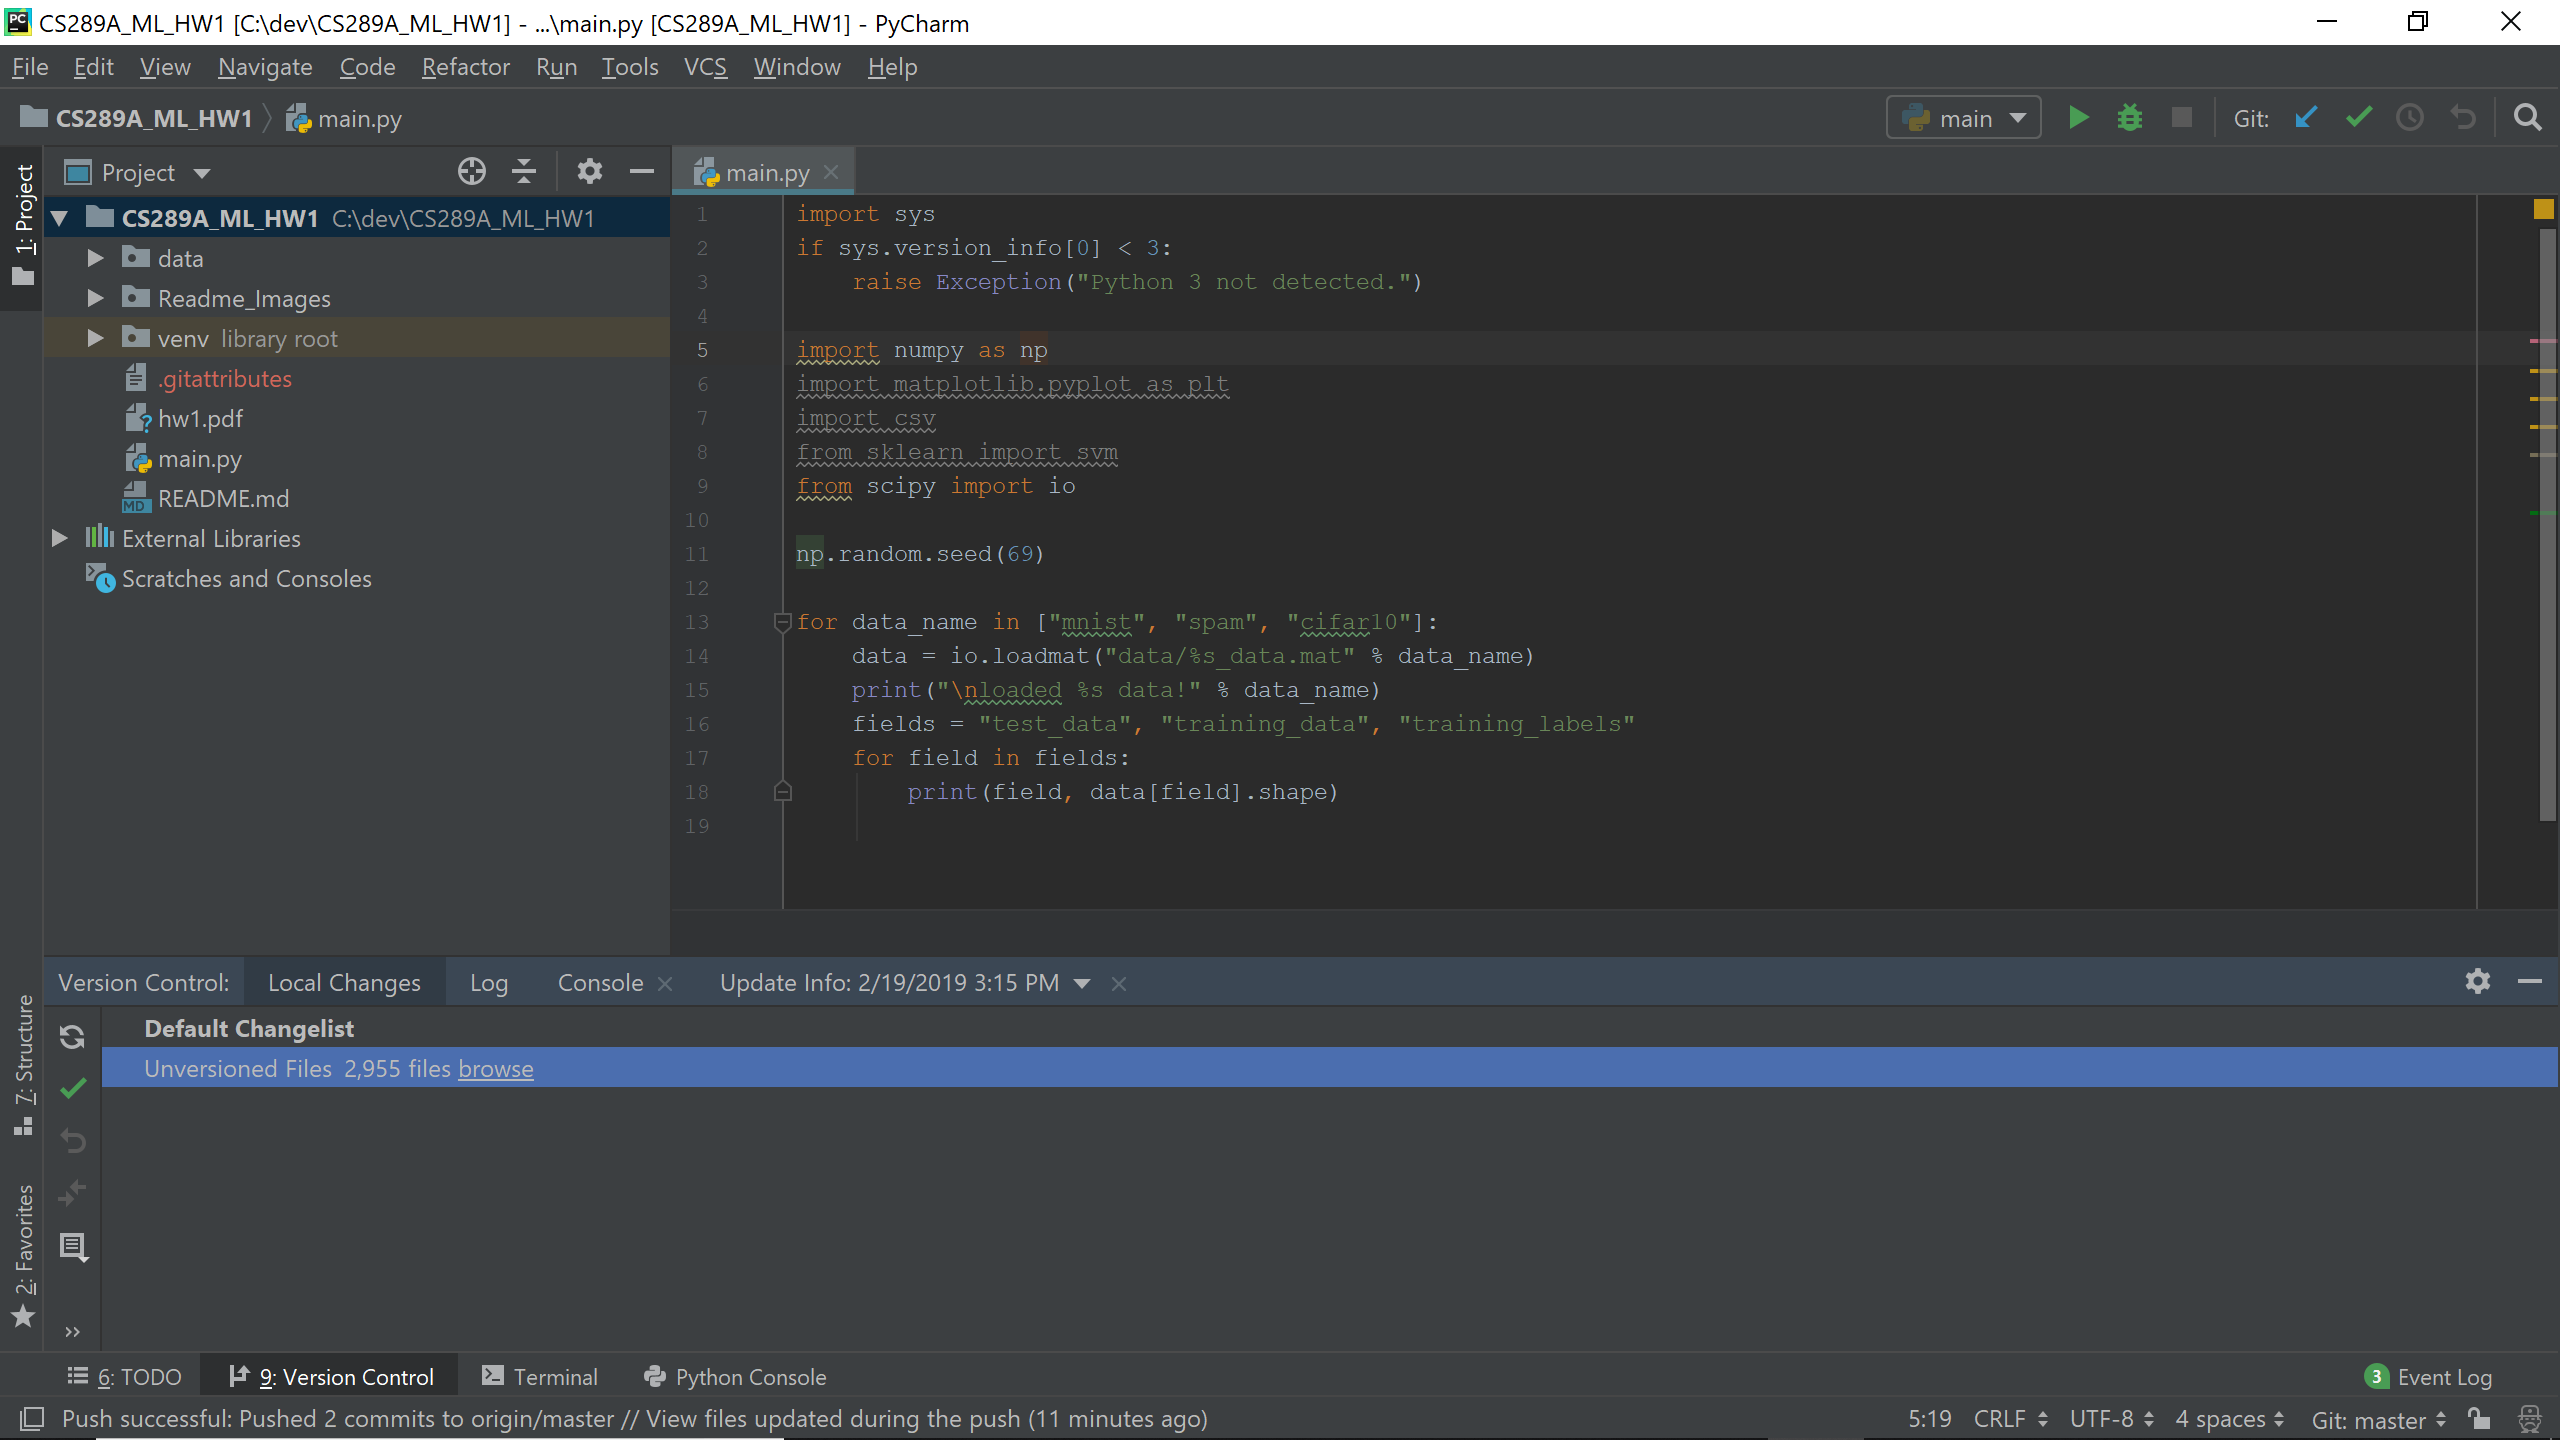 CS289A_ML_HW1 [C:\dev\CS289A_ML_HW1] - ...\main.py [CS289A_ML_HW1] - PyCharm
File Edit View Navigate Code Refactor Run Tools VCS Window Help
CS289A_ML_HW1 main.py main Git:
1: Project
Project
CS289A_ML_HW1 C:\dev\CS289A_ML_HW1
data
Readme_Images
venv library root
.gitattributes
hw1.pdf
main.py
README.md
External Libraries
Scratches and Consoles
main.py
1 import sys
2 if sys.version_info[0] < 3:
3 raise Exception("Python 3 not detected.")
4
5 import numpy as np
6 import matplotlib.pyplot as plt
7 import csv
8 from sklearn import svm
9 from scipy import io
10
11 np.random.seed(69)
12
13 for data_name in ["mnist", "spam", "cifar10"]:
14 data = io.loadmat("data/%s_data.mat" % data_name)
15 print("\nloaded %s data!" % data_name)
16 fields = "test_data", "training_data", "training_labels"
17 for field in fields:
18 print(field, data[field].shape)
19
Version Control: Local Changes Log Console Update Info: 2/19/2019 3:15 PM
Default Changelist
Unversioned Files 2,955 files browse
7: Structure
2: Favorites
6: TODO 9: Version Control Terminal Python Console 3 Event Log
Push successful: Pushed 2 commits to origin/master // View files updated during the push (11 minutes ago) 5:19 CRLF UTF-8 4 spaces Git: master